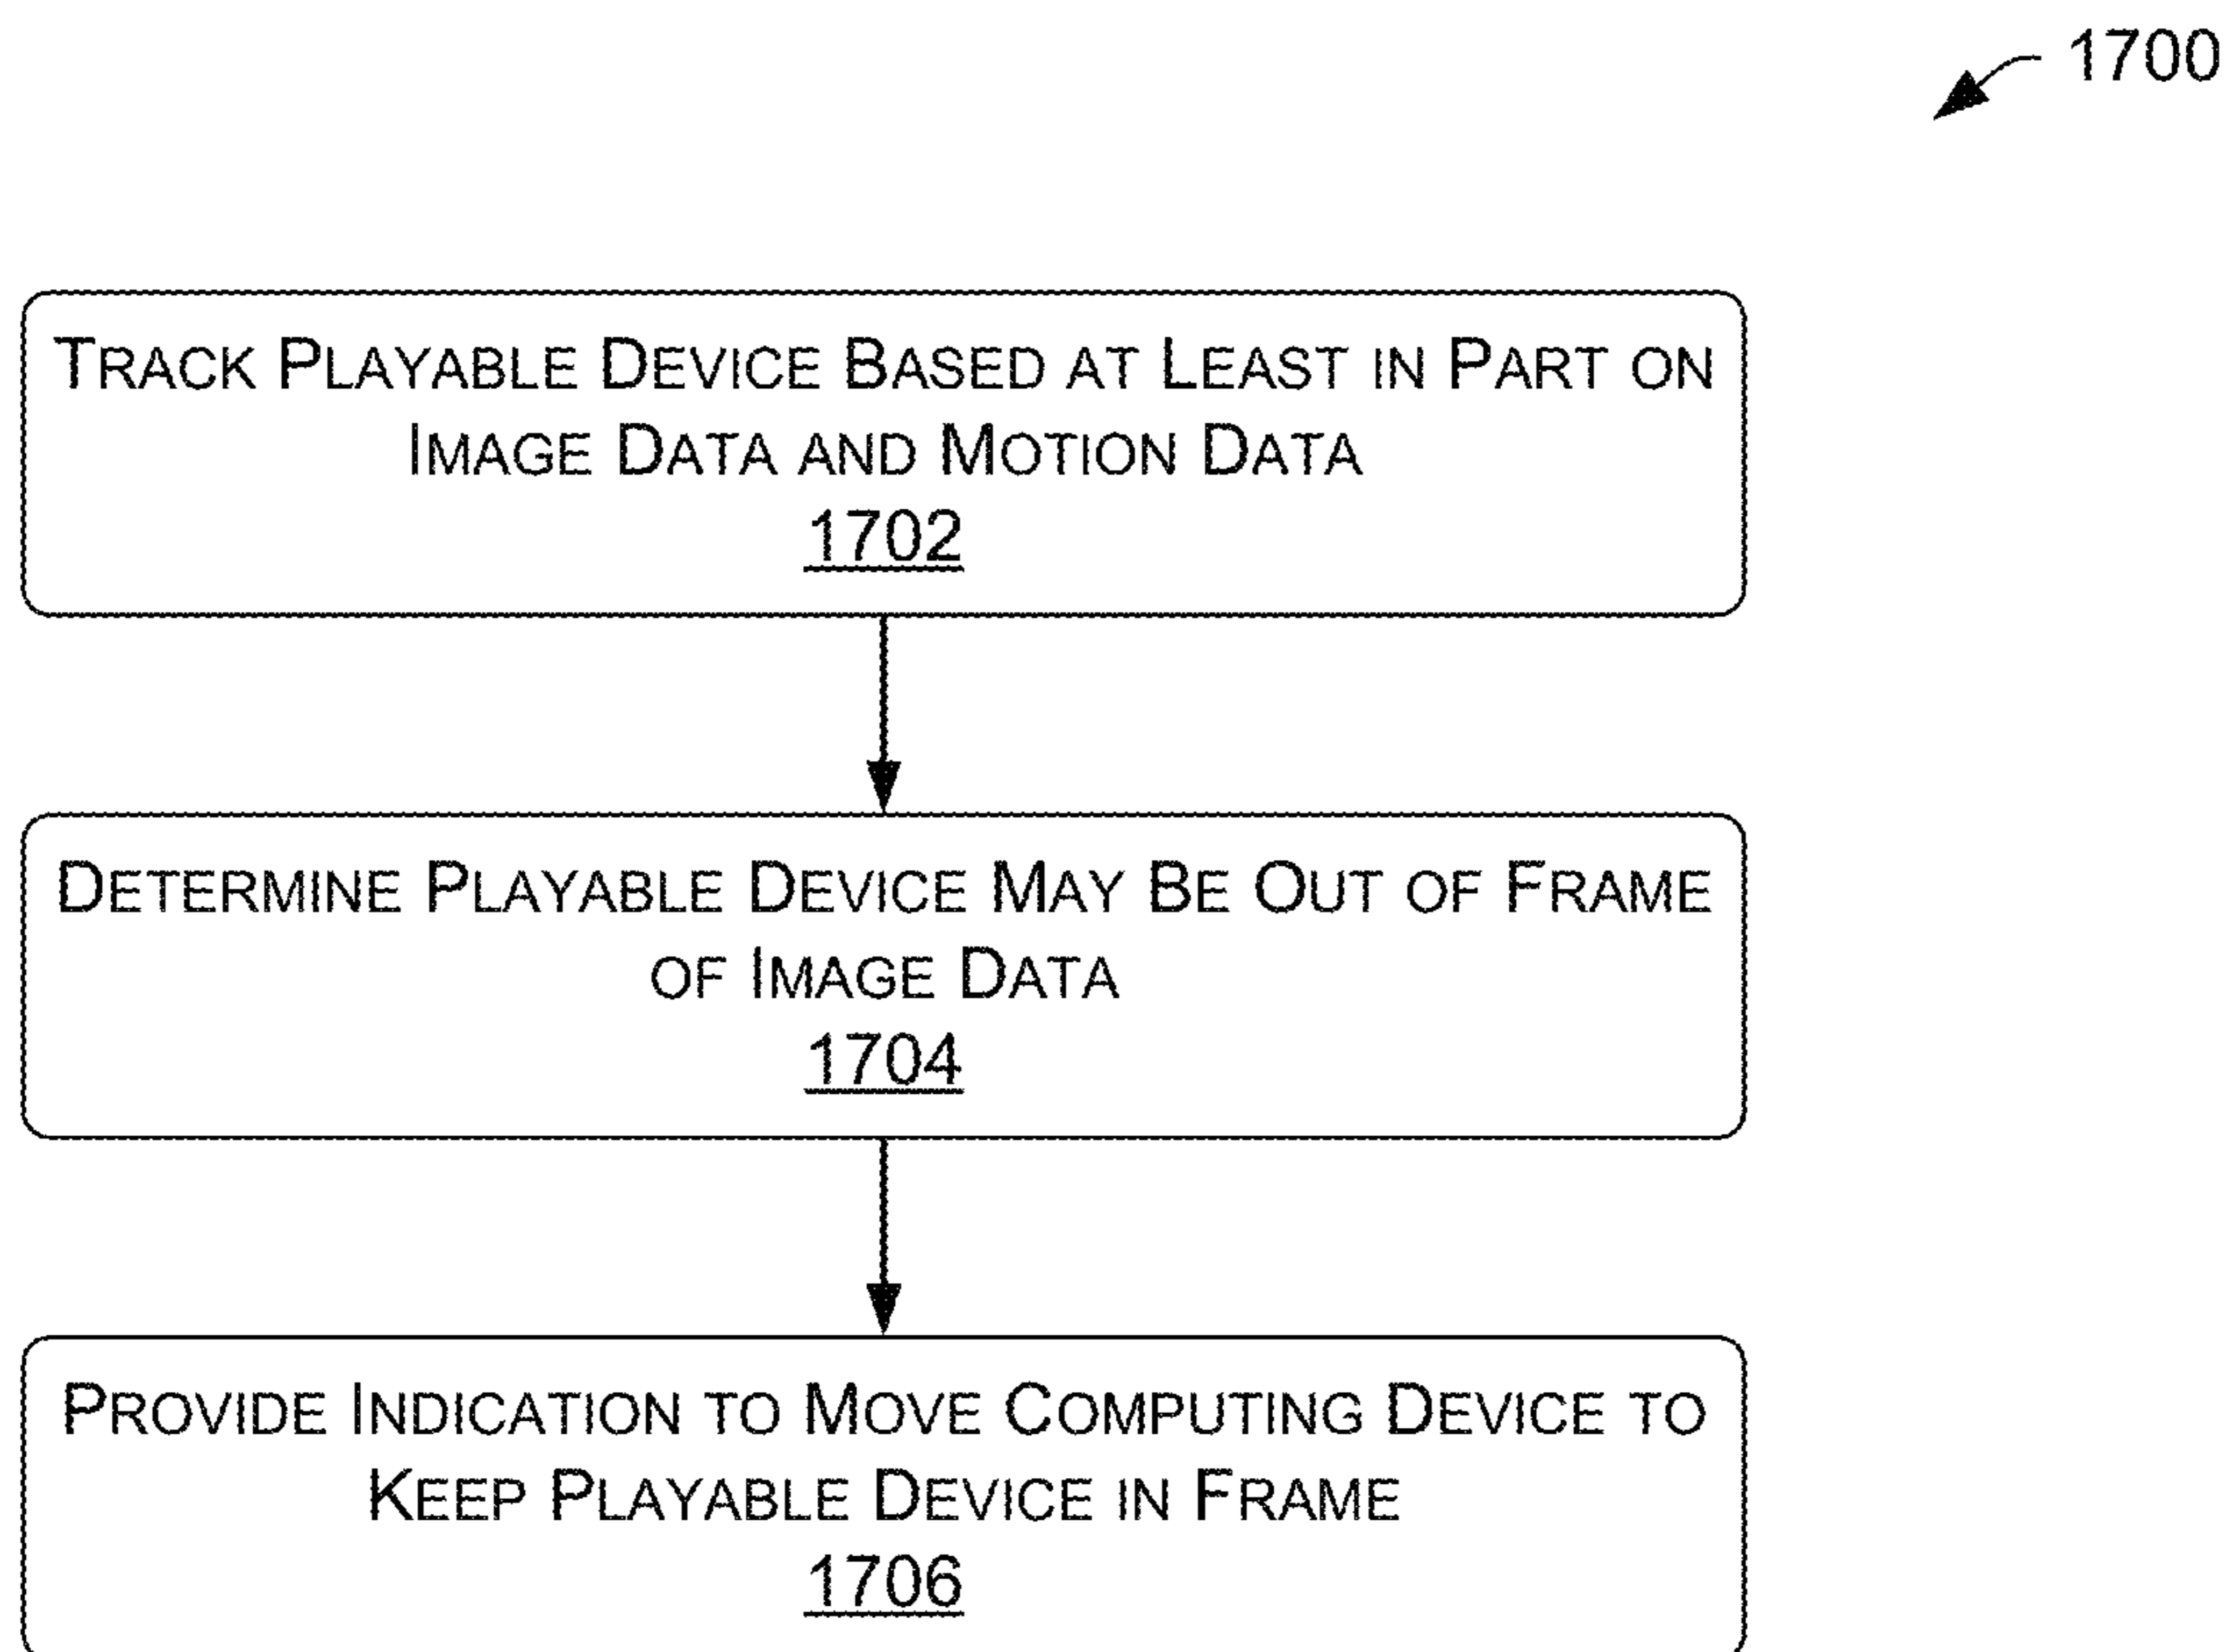 1700
TRACK PLAYABLE DEVICE BASED AT LEAST IN PART ON
IMAGE DATA AND MOTION DATA
1702
DETERMINE PLAYABLE DEVICE MAY BE OUT OF FRAME
OF IMAGE DATA
1704
PROVIDE INDICATION TO MOVE COMPUTING DEVICE TO
KEEP PLAYABLE DEVICE IN FRAME
1706